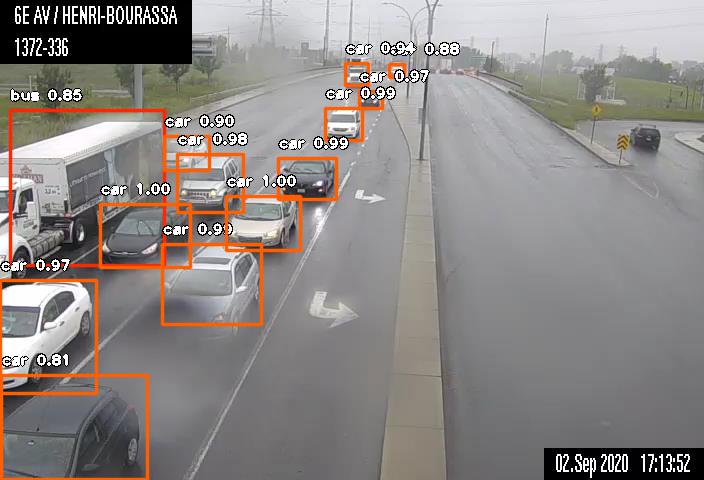 6E AV / HENRI-BOURASSA
1372-336
car 0.94
0.88
car 0.97
car 0.99
bus 0.85
car 0.90
car 0.98
car 0.99
car 1.00
car 1.00
car 0.99
car 0.97
car 0.81
02.Sep 2020 17:13:52